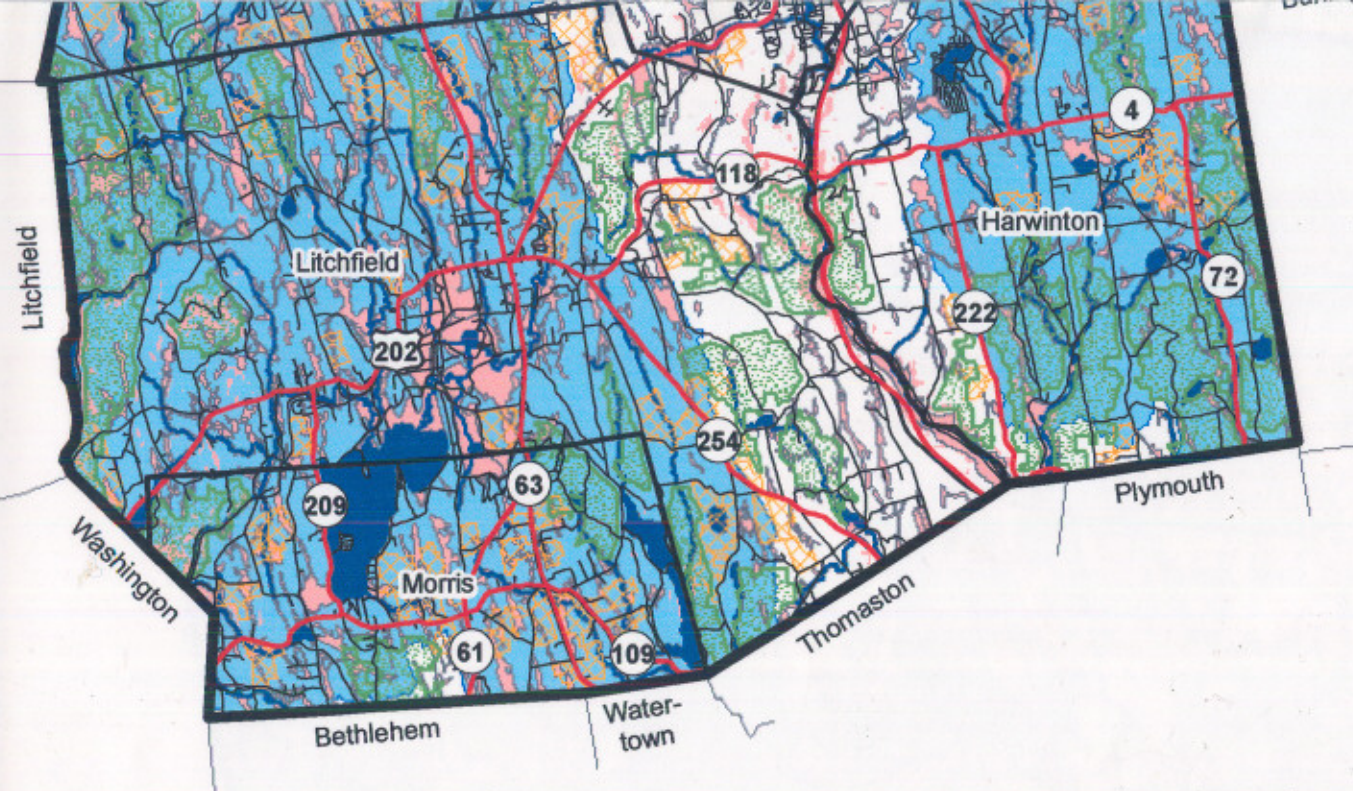 4
118
Harwinton
Litchfield
Litchfield
72
222
202
254
63
209
Plymouth
Washington
Morris
Thomaston
61
109
Water-
town
Bethlehem